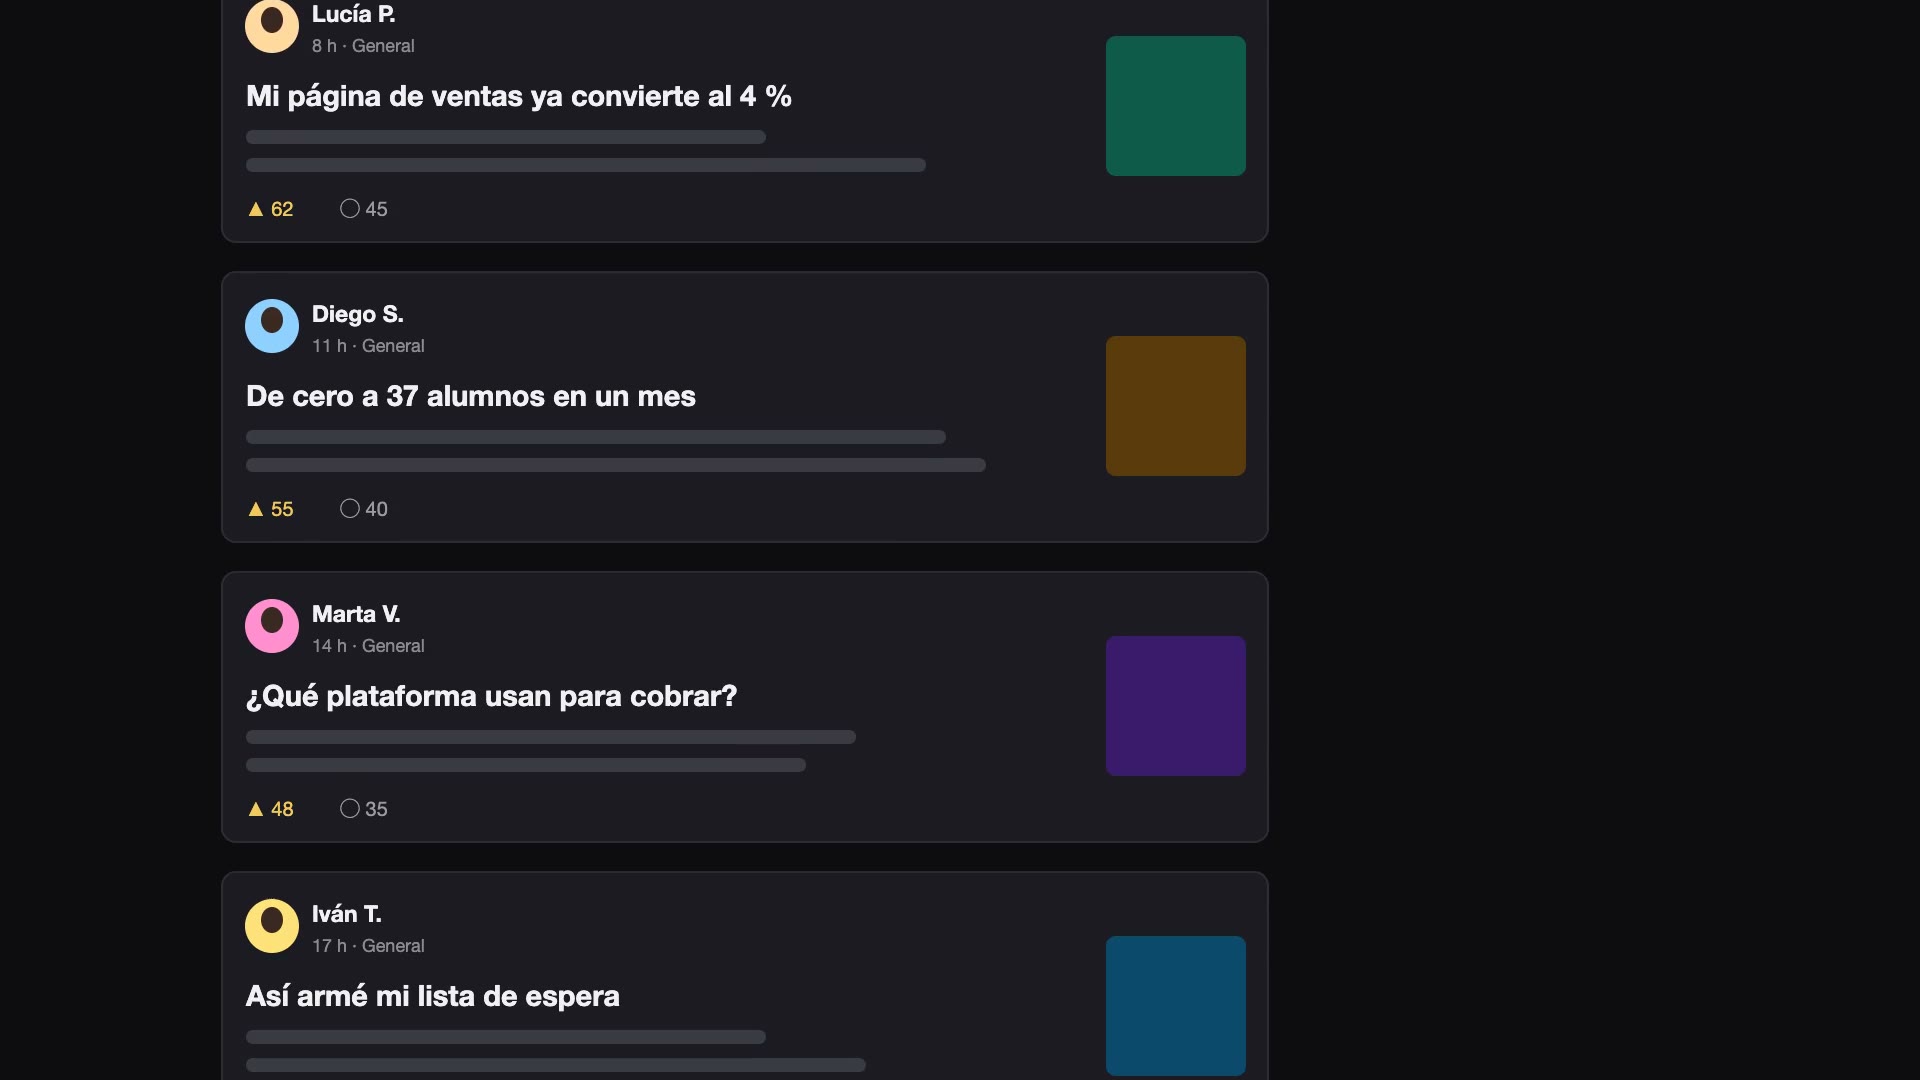 Lucía P.
8 h · General
Mi página de ventas ya convierte al 4 %
▲ 62 ◯ 45
Diego S.
11 h · General
De cero a 37 alumnos en un mes
▲ 55 ◯ 40
Marta V.
14 h · General
¿Qué plataforma usan para cobrar?
▲ 48 ◯ 35
Iván T.
17 h · General
Así armé mi lista de espera